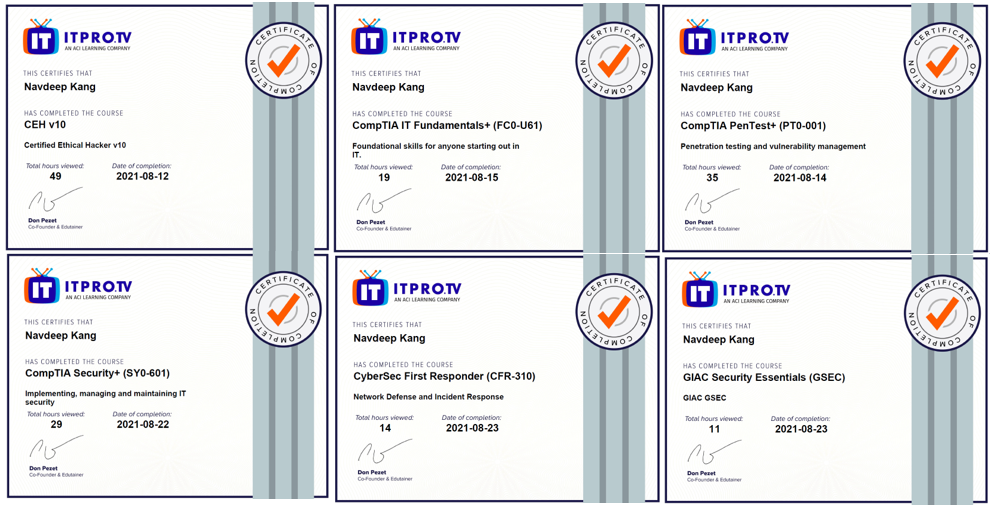 IT ITPRO.TV
AN ACI LEARNING COMPANY
CERTIFICATE OF COMPLETION
THIS CERTIFIES THAT
Navdeep Kang
HAS COMPLETED THE COURSE
CEH v10
Certified Ethical Hacker v10
Total hours viewed: Date of completion:
49 2021-08-12
Don Pezet
Co-Founder & Edutainer
IT ITPRO.TV
AN ACI LEARNING COMPANY
CERTIFICATE OF COMPLETION
THIS CERTIFIES THAT
Navdeep Kang
HAS COMPLETED THE COURSE
CompTIA IT Fundamentals+ (FC0-U61)
Foundational skills for anyone starting out in
IT.
Total hours viewed: Date of completion:
19 2021-08-15
Don Pezet
Co-Founder & Edutainer
IT ITPRO.TV
AN ACI LEARNING COMPANY
CERTIFICATE OF COMPLETION
THIS CERTIFIES THAT
Navdeep Kang
HAS COMPLETED THE COURSE
CompTIA PenTest+ (PT0-001)
Penetration testing and vulnerability management
Total hours viewed: Date of completion:
35 2021-08-14
Don Pezet
Co-Founder & Edutainer
IT ITPRO.TV
AN ACI LEARNING COMPANY
CERTIFICATE OF COMPLETION
THIS CERTIFIES THAT
Navdeep Kang
HAS COMPLETED THE COURSE
CompTIA Security+ (SY0-601)
Implementing, managing and maintaining IT
security
Total hours viewed: Date of completion:
29 2021-08-22
Don Pezet
Co-Founder & Edutainer
IT ITPRO.TV
AN ACI LEARNING COMPANY
CERTIFICATE OF COMPLETION
THIS CERTIFIES THAT
Navdeep Kang
HAS COMPLETED THE COURSE
CyberSec First Responder (CFR-310)
Network Defense and Incident Response
Total hours viewed: Date of completion:
14 2021-08-23
Don Pezet
Co-Founder & Edutainer
IT ITPRO.TV
AN ACI LEARNING COMPANY
CERTIFICATE OF COMPLETION
THIS CERTIFIES THAT
Navdeep Kang
HAS COMPLETED THE COURSE
GIAC Security Essentials (GSEC)
GIAC GSEC
Total hours viewed: Date of completion:
11 2021-08-23
Don Pezet
Co-Founder & Edutainer